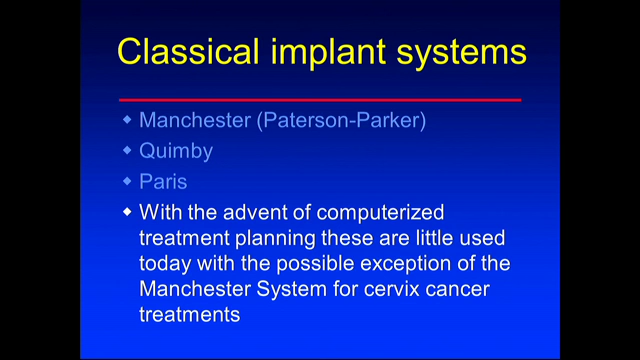 Classical implant systems
Manchester (Paterson-Parker)
Quimby
Paris
With the advent of computerized
treatment planning these are little used
today with the possible exception of the
Manchester System for cervix cancer
treatments